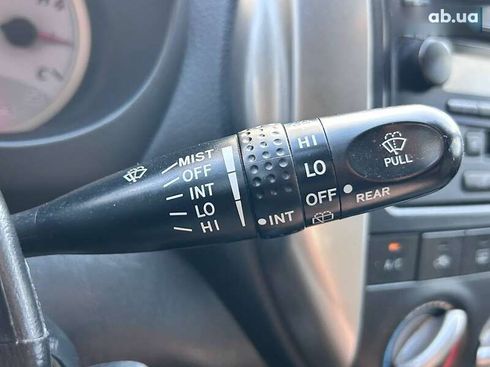 ab.ua
H
C
MIST
OFF
INT
LO
HI
INT
HI
LO
OFF
REAR
PULL
A/C